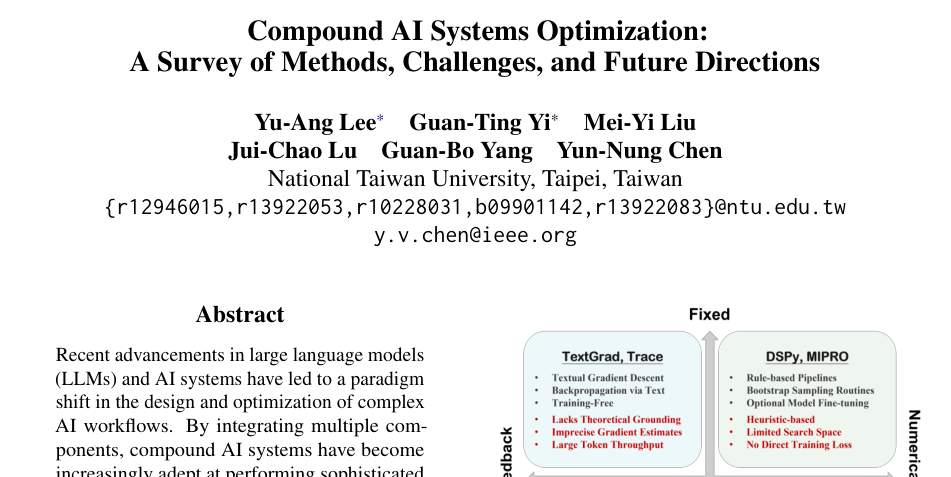 Compound AI Systems Optimization:
A Survey of Methods, Challenges, and Future Directions
Yu-Ang Lee* Guan-Ting Yi* Mei-Yi Liu
Jui-Chao Lu Guan-Bo Yang Yun-Nung Chen
National Taiwan University, Taipei, Taiwan
{r12946015,r13922053,r10228031,b09901142,r13922083}@ntu.edu.tw
y.v.chen@ieee.org
Abstract
Recent advancements in large language models
(LLMs) and AI systems have led to a paradigm
shift in the design and optimization of complex
AI workflows. By integrating multiple com-
ponents, compound AI systems have become
increasingly adept at performing sophisticated
Fixed
TextGrad, Trace
• Textual Gradient Descent
• Backpropagation via Text
• Training-Free
• Lacks Theoretical Grounding
• Imprecise Gradient Estimates
• Large Token Throughput
DSPy, MIPRO
• Rule-based Pipelines
• Bootstrap Sampling Routines
• Optional Model Fine-tuning
• Heuristic-based
• Limited Search Space
• No Direct Training Loss